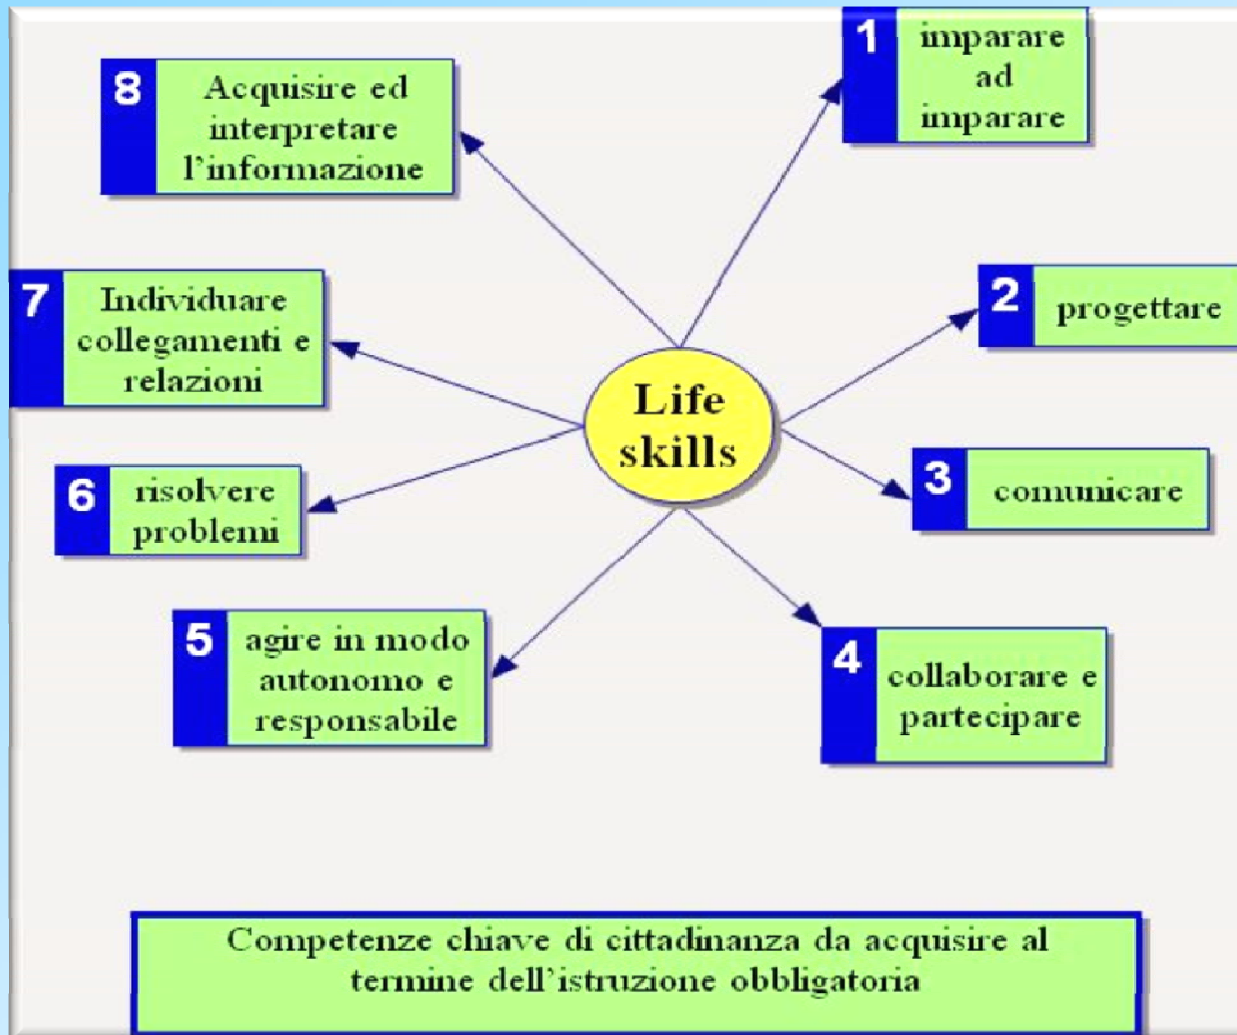 Life
skills
1
imparare
ad
imparare
2
progettare
3
comunicare
4
collaborare e
partecipare
5
agire in modo
autonomo e
responsabile
6
risolvere
problemi
7
Individuare
collegamenti e
relazioni
8
Acquisire ed
interpretare
l'informazione
Competenze chiave di cittadinanza da acquisire al
termine dell'istruzione obbligatoria